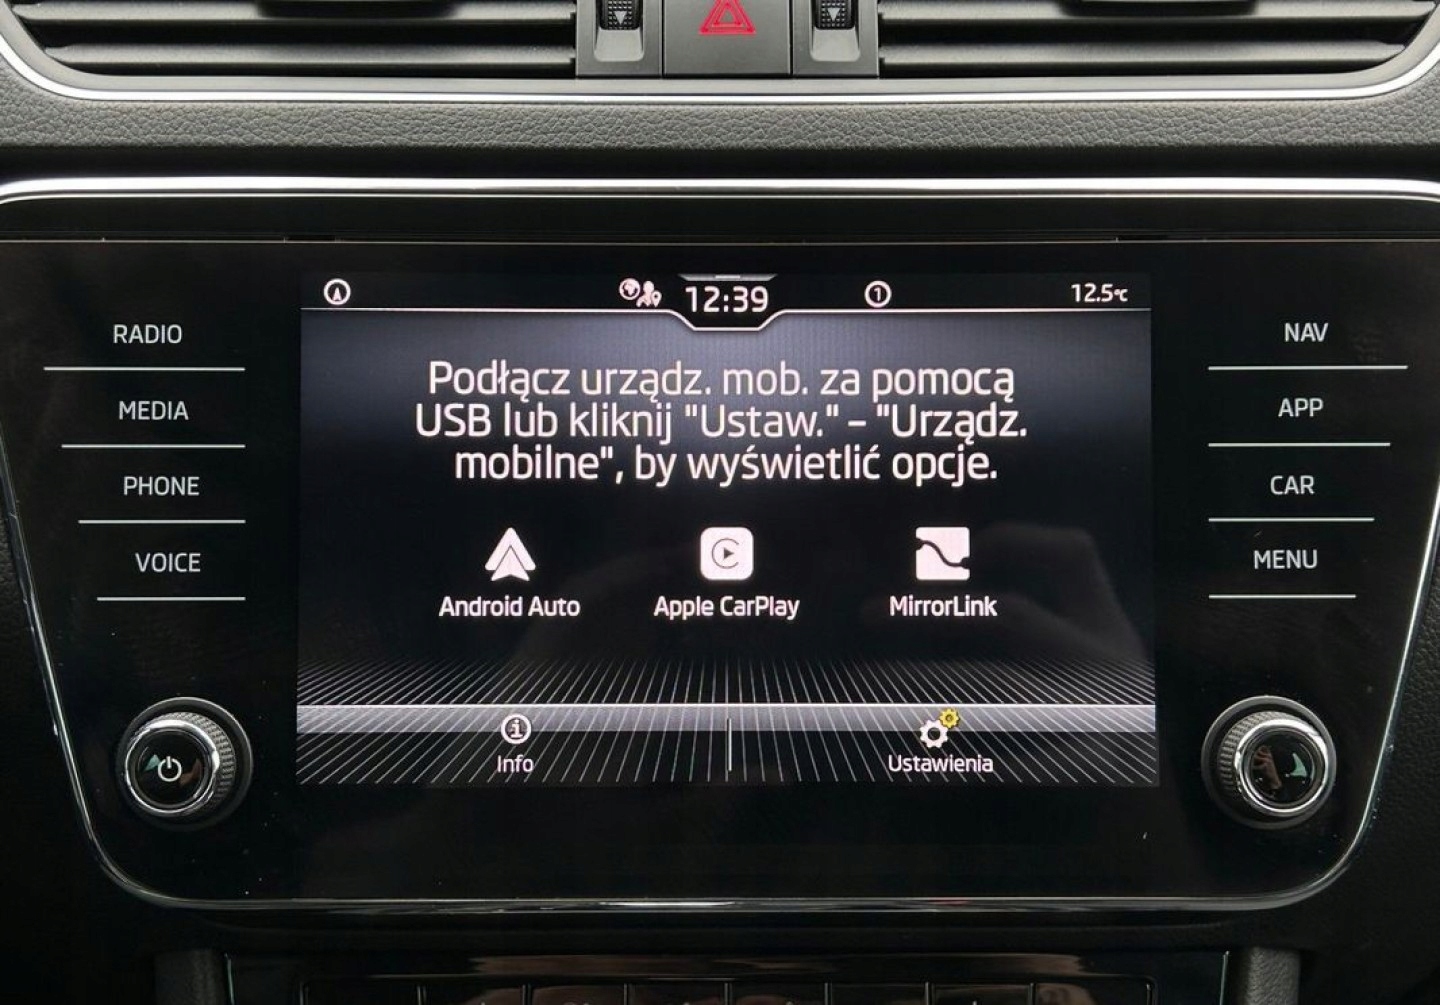 12:39
1
12.5°C
RADIO
MEDIA
PHONE
VOICE
Podłącz urządz. mob. za pomocą
USB lub kliknij "Ustaw." – "Urządz.
mobilne", by wyświetlić opcje.
Android Auto
Apple CarPlay
MirrorLink
Info
Ustawienia
NAV
APP
CAR
MENU